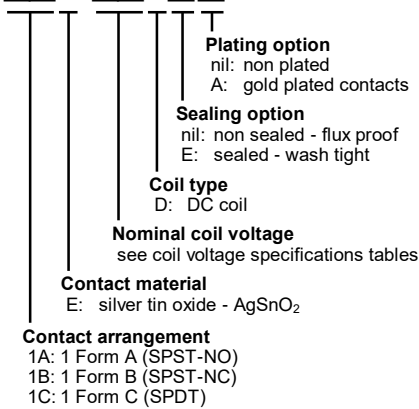 Plating option
nil: non plated
A: gold plated contacts
Sealing option
nil: non sealed - flux proof
E: sealed - wash tight
Coil type
D: DC coil
Nominal coil voltage
see coil voltage specifications tables
Contact material
E: silver tin oxide - AgSnO₂
Contact arrangement
1A: 1 Form A (SPST-NO)
1B: 1 Form B (SPST-NC)
1C: 1 Form C (SPDT)